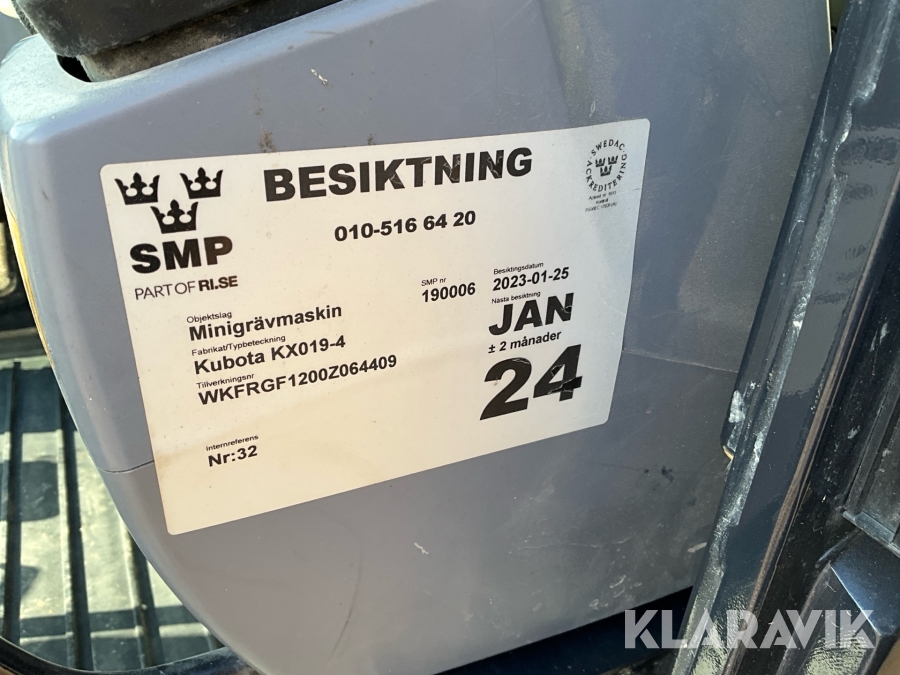 BESIKTNING
010-516 64 20
SMP
PART OF RI.SE
SWEDAC
ACKREDITERING
Objektslag
Minigrävmaskin
Fabrikat/Typbeteckning
Kubota KX019-4
Tillverkningsnr
WKFRGF1200Z064409
Internreferens
Nr:32
SMP nr
190006
Besiktingsdatum
2023-01-25
Nästa besiktning
JAN
± 2 månader
24
KLARAVIK